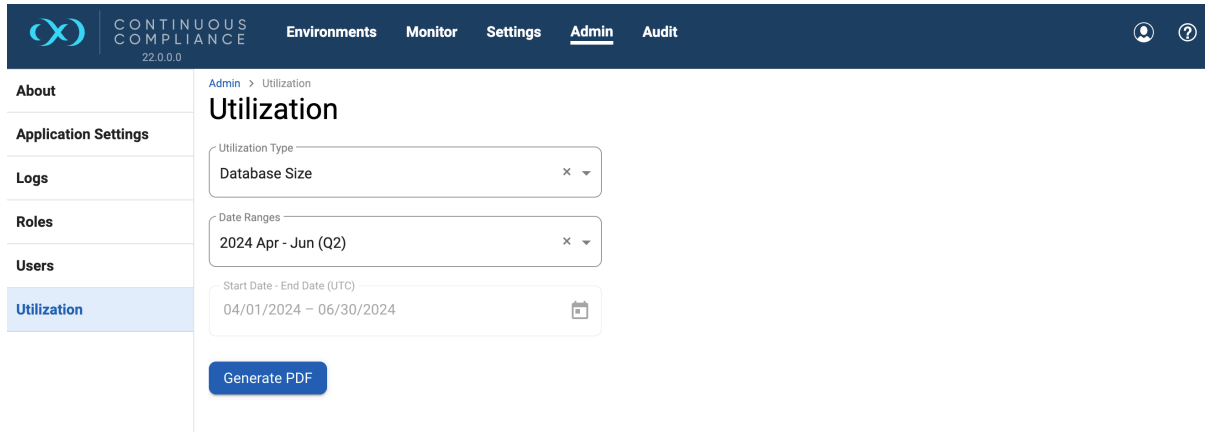 CONTINUOUS
COMPLIANCE
22.0.0.0
Environments Monitor Settings Admin Audit
About
Application Settings
Logs
Roles
Users
Utilization
Admin > Utilization
Utilization
Utilization Type
Database Size
Date Ranges
2024 Apr - Jun (Q2)
Start Date - End Date (UTC)
04/01/2024 – 06/30/2024
Generate PDF